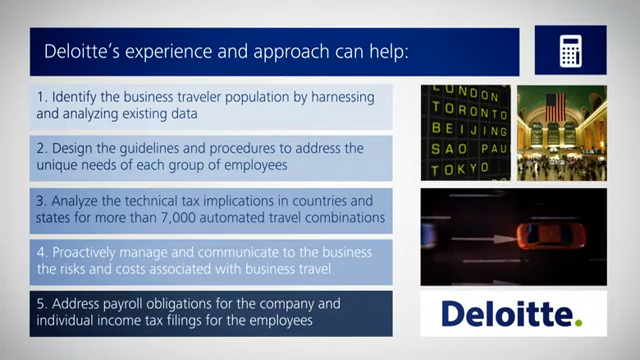 Deloitte's experience and approach can help:
1. Identify the business traveler population by harnessing
and analyzing existing data
2. Design the guidelines and procedures to address the
unique needs of each group of employees
3. Analyze the technical tax implications in countries and
states for more than 7,000 automated travel combinations
4. Proactively manage and communicate to the business
the risks and costs associated with business travel
5. Address payroll obligations for the company and
individual income tax filings for the employees
LONDON
TORONTO
BEIJING
SAO PAU
TOKYO
Deloitte.